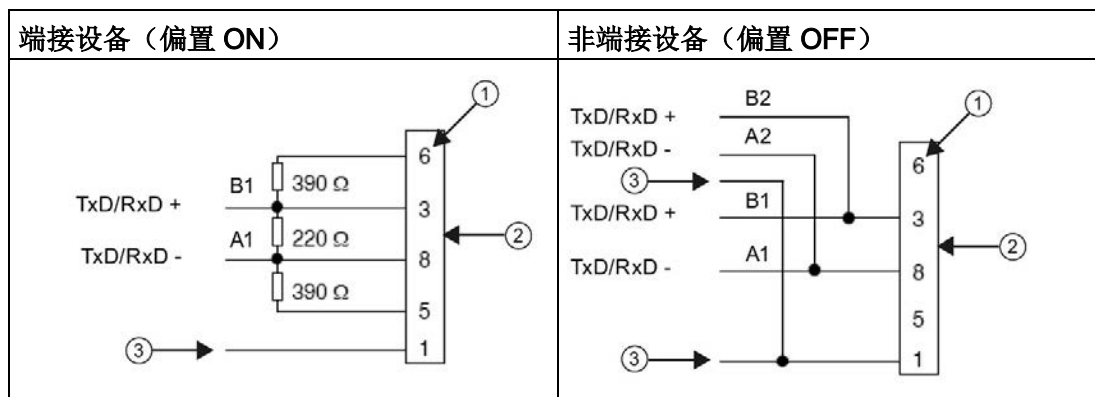 端接设备（偏置 ON）
非端接设备（偏置 OFF）
①
6
B1
390 Ω
TxD/RxD +
3
②
A1
220 Ω
TxD/RxD -
8
390 Ω
5
③
1
B2
TxD/RxD +
①
A2
TxD/RxD -
6
③
B1
TxD/RxD +
3
②
A1
TxD/RxD -
8
5
③
1